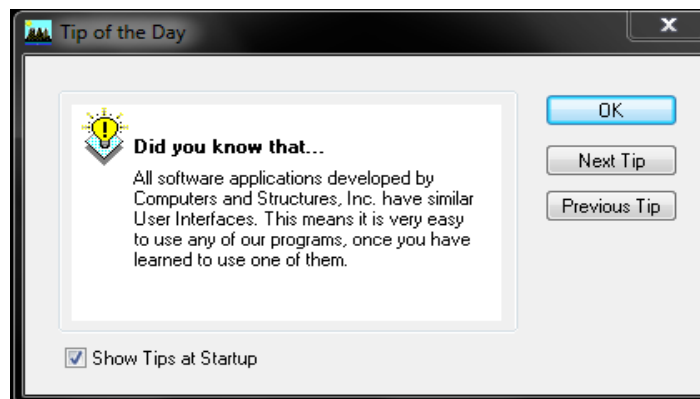 Tip of the Day
Did you know that...
All software applications developed by
Computers and Structures, Inc. have similar
User Interfaces. This means it is very easy
to use any of our programs, once you have
learned to use one of them.
OK
Next Tip
Previous Tip
Show Tips at Startup